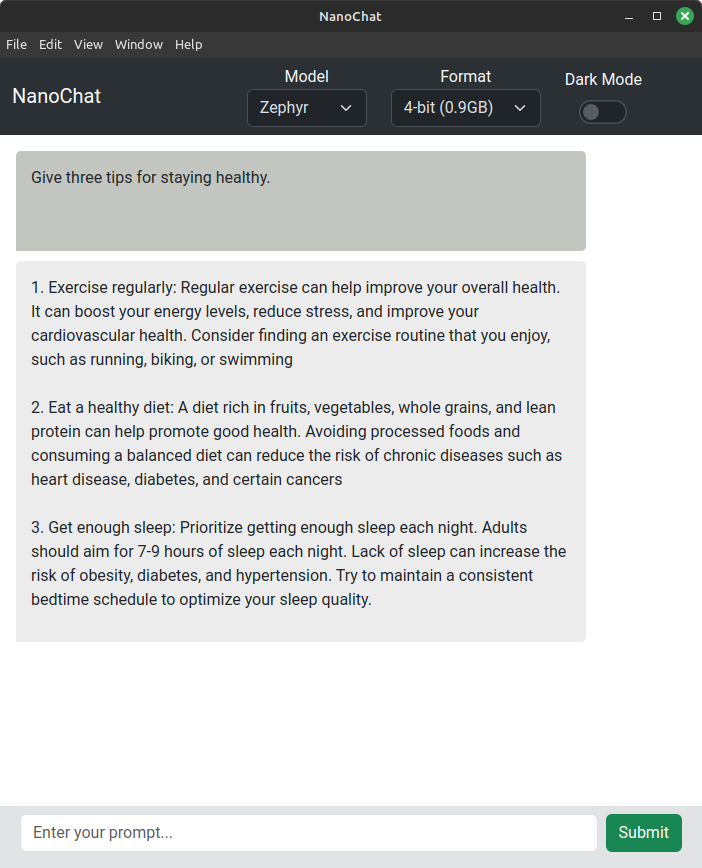 NanoChat
File Edit View Window Help
NanoChat
Model
Zephyr
Format
4-bit (0.9GB)
Dark Mode
Give three tips for staying healthy.
1. Exercise regularly: Regular exercise can help improve your overall health.
It can boost your energy levels, reduce stress, and improve your
cardiovascular health. Consider finding an exercise routine that you enjoy,
such as running, biking, or swimming
2. Eat a healthy diet: A diet rich in fruits, vegetables, whole grains, and lean
protein can help promote good health. Avoiding processed foods and
consuming a balanced diet can reduce the risk of chronic diseases such as
heart disease, diabetes, and certain cancers
3. Get enough sleep: Prioritize getting enough sleep each night. Adults
should aim for 7-9 hours of sleep each night. Lack of sleep can increase the
risk of obesity, diabetes, and hypertension. Try to maintain a consistent
bedtime schedule to optimize your sleep quality.
Enter your prompt...
Submit